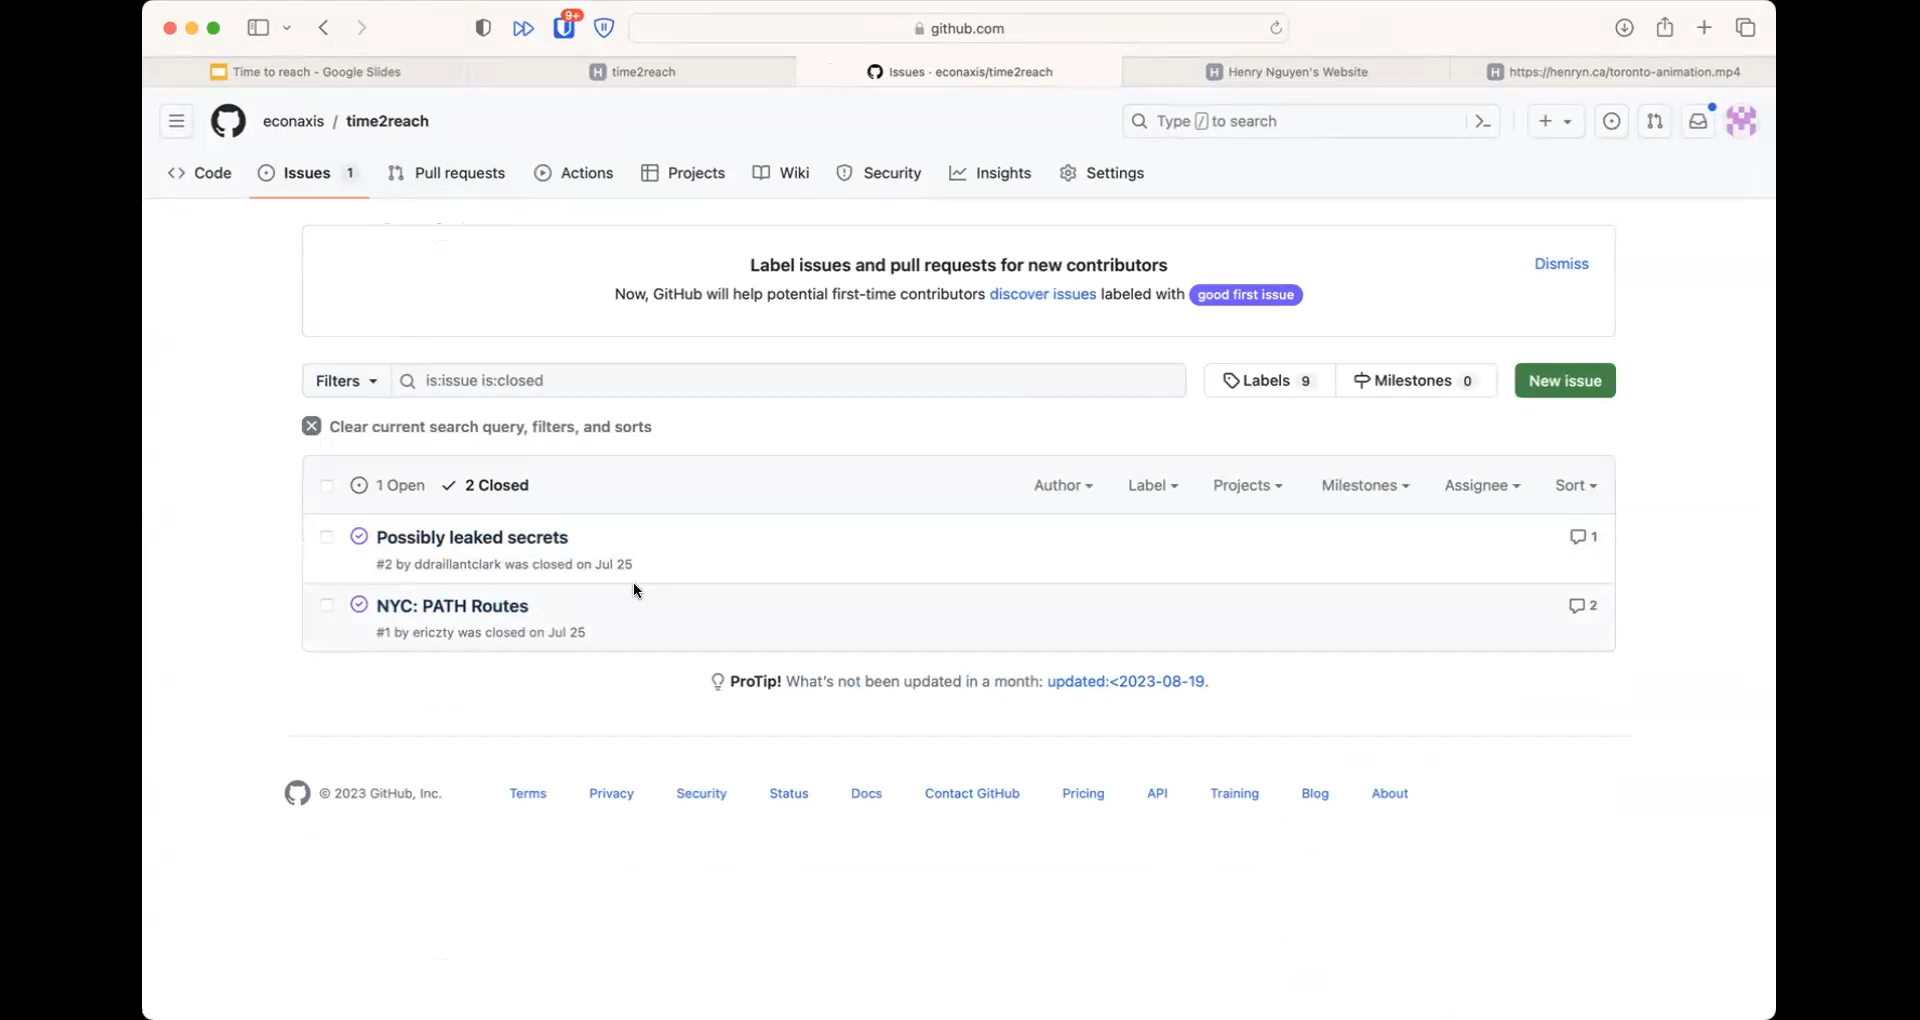 9+
github.com
Time to reach - Google Slides
H time2reach
Issues · econaxis/time2reach
H Henry Nguyen's Website
H https://henryn.ca/toronto-animation.mp4
econaxis / time2reach
Type / to search
Code
Issues 1
Pull requests
Actions
Projects
Wiki
Security
Insights
Settings
Label issues and pull requests for new contributors
Dismiss
Now, GitHub will help potential first-time contributors discover issues labeled with good first issue
Filters
is:issue is:closed
Labels 9
Milestones 0
New issue
Clear current search query, filters, and sorts
1 Open
2 Closed
Author
Label
Projects
Milestones
Assignee
Sort
Possibly leaked secrets
1
#2 by ddraillantclark was closed on Jul 25
NYC: PATH Routes
2
#1 by ericzty was closed on Jul 25
ProTip! What's not been updated in a month: updated:<2023-08-19.
© 2023 GitHub, Inc.
Terms
Privacy
Security
Status
Docs
Contact GitHub
Pricing
API
Training
Blog
About